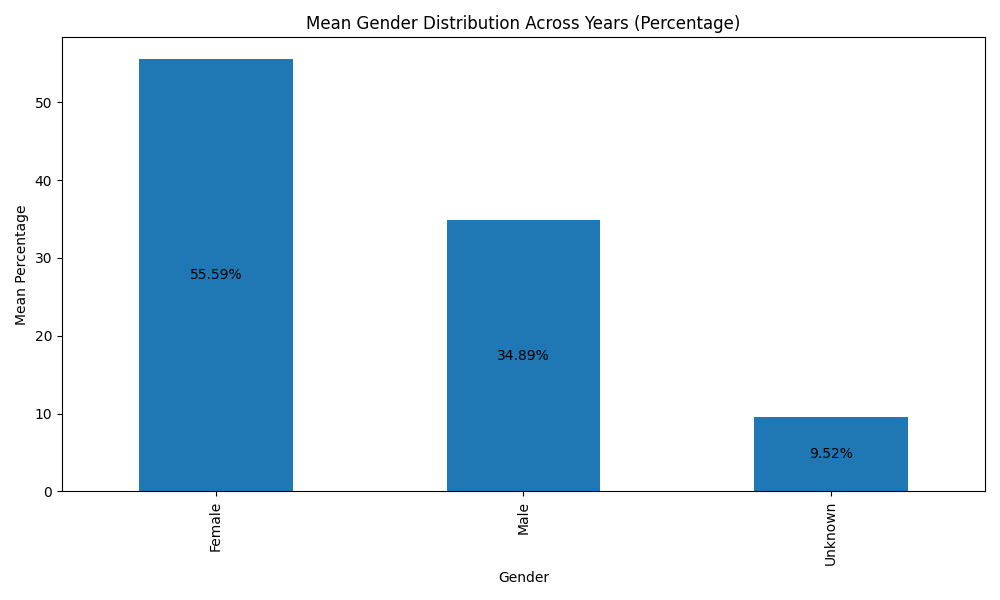 Mean Gender Distribution Across Years (Percentage)
Mean Percentage
50
40
30
20
10
0
55.59%
34.89%
9.52%
Female
Male
Unknown
Gender